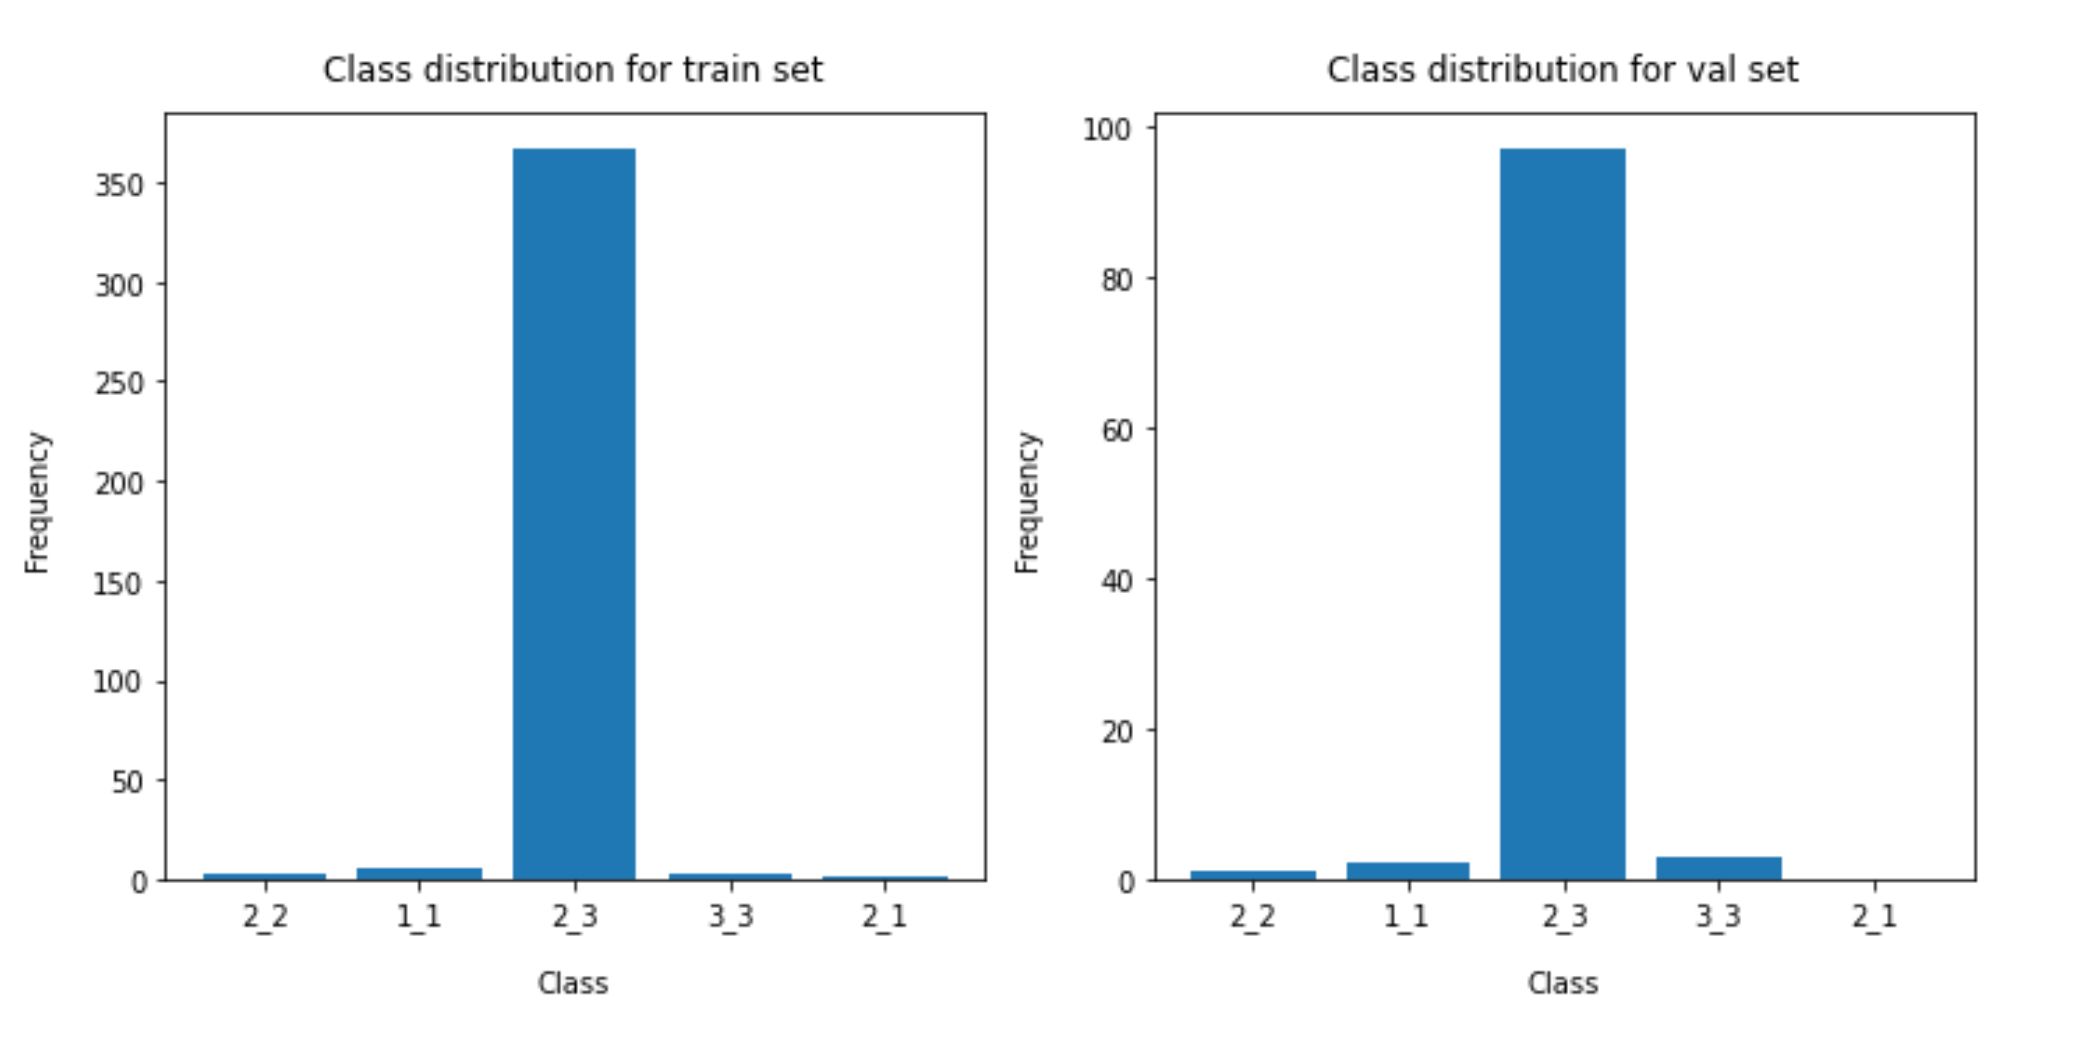 Class distribution for train set
350
300
250
200
150
100
50
0
Frequency
2_2 1_1 2_3 3_3 2_1
Class
Class distribution for val set
100
80
60
40
20
0
Frequency
2_2 1_1 2_3 3_3 2_1
Class